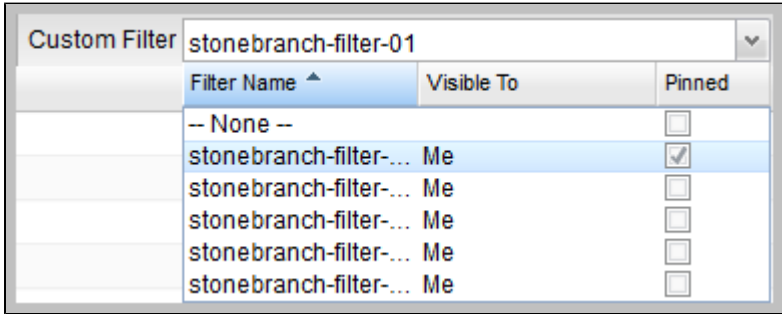 Custom Filter stonebranch-filter-01
Filter Name Visible To Pinned
-- None --
stonebranch-filter-... Me
stonebranch-filter-... Me
stonebranch-filter-... Me
stonebranch-filter-... Me
stonebranch-filter-... Me